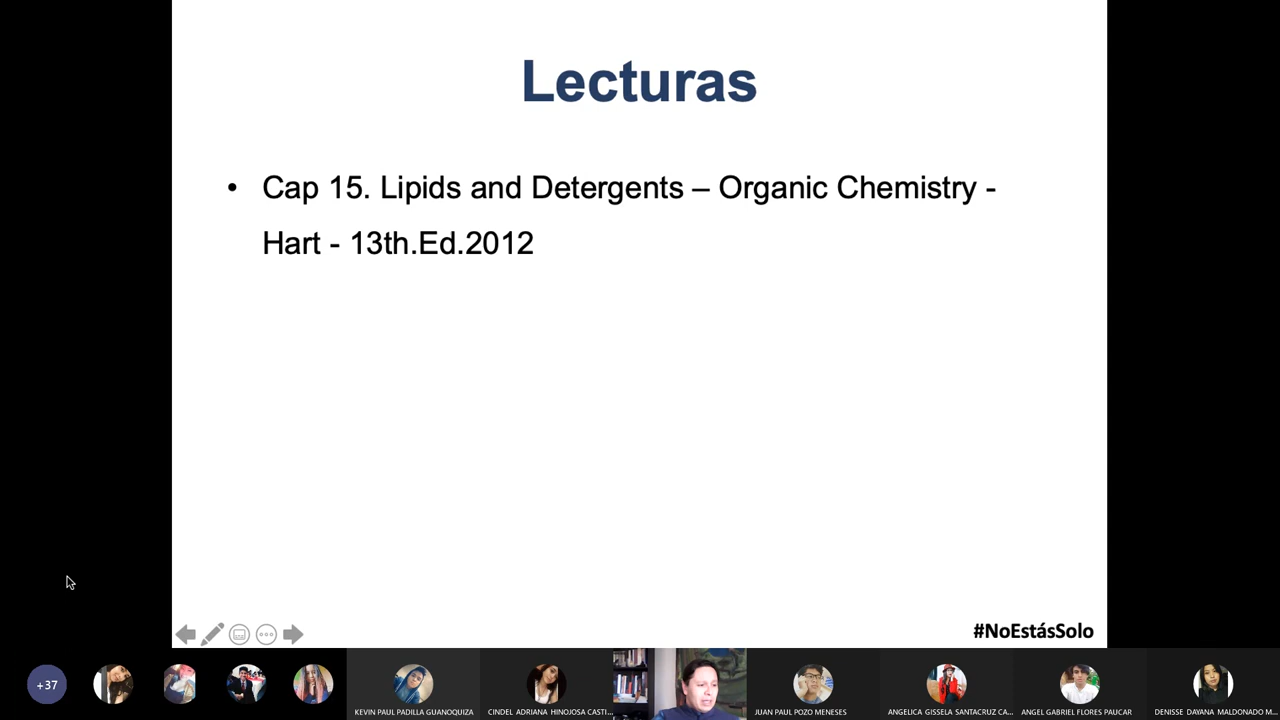 Lecturas
• Cap 15. Lipids and Detergents – Organic Chemistry -
Hart - 13th.Ed.2012
#NoEstásSolo
+37
KEVIN PAUL PADILLA GUANOQUIZA
CINDEL ADRIANA HINOJOSA CASTI...
JUAN PAUL POZO MENESES
ANGELICA GISSELA SANTACRUZ CA...
ANGEL GABRIEL FLORES PAUCAR
DENISSE DAYANA MALDONADO M...